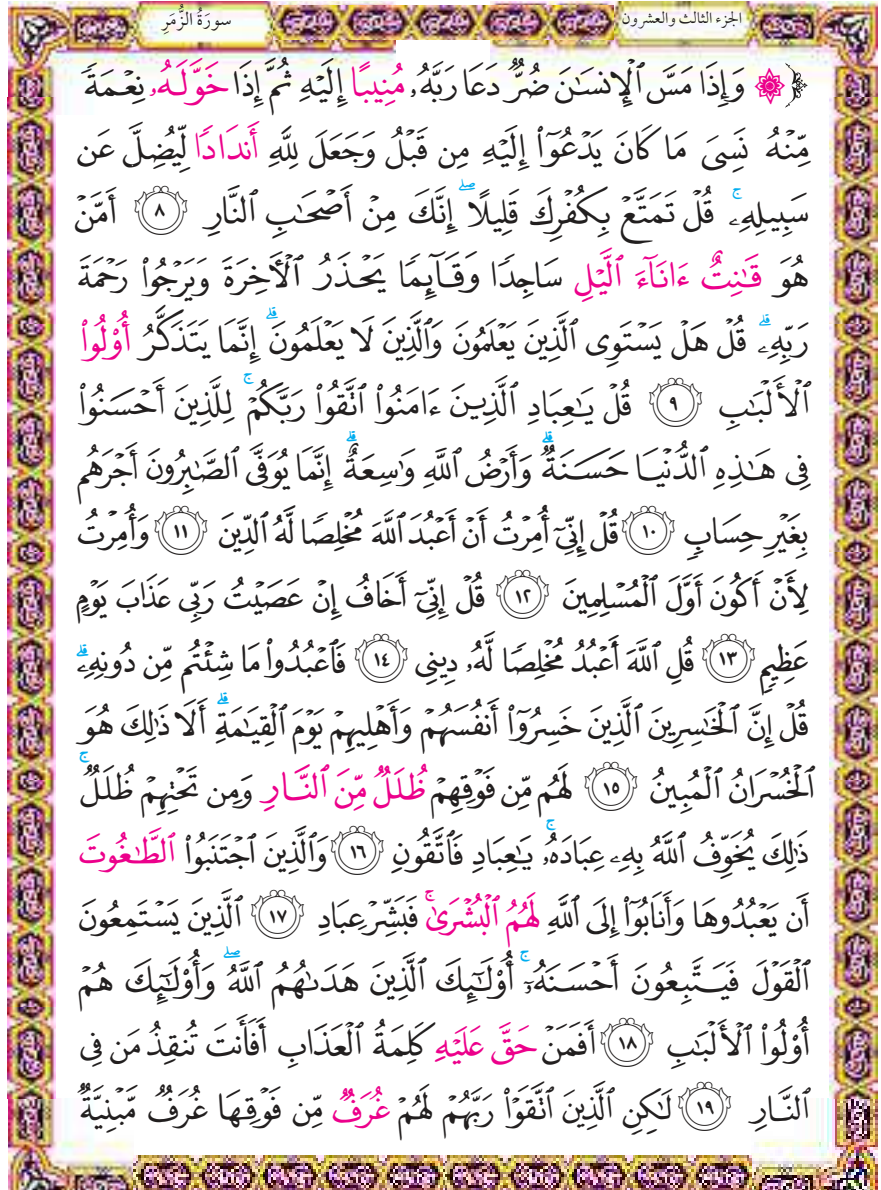 الجزء الثالث والعشرون سورَةُ الزُّمَر
۞ وَإِذَا مَسَّ ٱلْإِنسَـٰنَ ضُرٌّ دَعَا رَبَّهُۥ مُنِيبًا إِلَيْهِ ثُمَّ إِذَا خَوَّلَهُۥ نِعْمَةً
مِّنْهُ نَسِىَ مَا كَانَ يَدْعُوٓا۟ إِلَيْهِ مِن قَبْلُ وَجَعَلَ لِلَّهِ أَندَادًا لِّيُضِلَّ عَن
سَبِيلِهِۦ ۚ قُلْ تَمَتَّعْ بِكُفْرِكَ قَلِيلًا ۖ إِنَّكَ مِنْ أَصْحَـٰبِ ٱلنَّارِ ٨ أَمَّنْ
هُوَ قَـٰنِتٌ ءَانَآءَ ٱلَّيْلِ سَاجِدًا وَقَآئِمًا يَحْذَرُ ٱلْـَٔاخِرَةَ وَيَرْجُوا۟ رَحْمَةَ
رَبِّهِۦ ۗ قُلْ هَلْ يَسْتَوِى ٱلَّذِينَ يَعْلَمُونَ وَٱلَّذِينَ لَا يَعْلَمُونَ ۗ إِنَّمَا يَتَذَكَّرُ أُو۟لُوا۟
ٱلْأَلْبَـٰبِ ٩ قُلْ يَـٰعِبَادِ ٱلَّذِينَ ءَامَنُوا۟ ٱتَّقُوا۟ رَبَّكُمْ ۚ لِلَّذِينَ أَحْسَنُوا۟
فِى هَـٰذِهِ ٱلدُّنْيَا حَسَنَةٌ ۗ وَأَرْضُ ٱللَّهِ وَٰسِعَةٌ ۗ إِنَّمَا يُوَفَّى ٱلصَّـٰبِرُونَ أَجْرَهُم
بِغَيْرِ حِسَابٍ ١٠ قُلْ إِنِّىٓ أُمِرْتُ أَنْ أَعْبُدَ ٱللَّهَ مُخْلِصًا لَّهُ ٱلدِّينَ ١١ وَأُمِرْتُ
لِأَنْ أَكُونَ أَوَّلَ ٱلْمُسْلِمِينَ ١٢ قُلْ إِنِّىٓ أَخَافُ إِنْ عَصَيْتُ رَبِّى عَذَابَ يَوْمٍ
عَظِيمٍ ١٣ قُلِ ٱللَّهَ أَعْبُدُ مُخْلِصًا لَّهُۥ دِينِى ١٤ فَٱعْبُدُوا۟ مَا شِئْتُم مِّن دُونِهِۦ ۗ
قُلْ إِنَّ ٱلْخَـٰسِرِينَ ٱلَّذِينَ خَسِرُوٓا۟ أَنفُسَهُمْ وَأَهْلِيهِمْ يَوْمَ ٱلْقِيَـٰمَةِ ۗ أَلَا ذَٰلِكَ هُوَ
ٱلْخُسْرَانُ ٱلْمُبِينُ ١٥ لَهُم مِّن فَوْقِهِمْ ظُلَلٌ مِّنَ ٱلنَّارِ وَمِن تَحْتِهِمْ ظُلَلٌ ۚ
ذَٰلِكَ يُخَوِّفُ ٱللَّهُ بِهِۦ عِبَادَهُۥ ۚ يَـٰعِبَادِ فَٱتَّقُونِ ١٦ وَٱلَّذِينَ ٱجْتَنَبُوا۟ ٱلطَّـٰغُوتَ
أَن يَعْبُدُوهَا وَأَنَابُوٓا۟ إِلَى ٱللَّهِ لَهُمُ ٱلْبُشْرَىٰ ۚ فَبَشِّرْ عِبَادِ ١٧ ٱلَّذِينَ يَسْتَمِعُونَ
ٱلْقَوْلَ فَيَتَّبِعُونَ أَحْسَنَهُۥٓ ۚ أُو۟لَـٰٓئِكَ ٱلَّذِينَ هَدَىٰهُمُ ٱللَّهُ ۖ وَأُو۟لَـٰٓئِكَ هُمْ
أُو۟لُوا۟ ٱلْأَلْبَـٰبِ ١٨ أَفَمَنْ حَقَّ عَلَيْهِ كَلِمَةُ ٱلْعَذَابِ أَفَأَنتَ تُنقِذُ مَن فِى
ٱلنَّارِ ١٩ لَـٰكِنِ ٱلَّذِينَ ٱتَّقَوْا۟ رَبَّهُمْ لَهُمْ غُرَفٌ مِّن فَوْقِهَا غُرَفٌ مَّبْنِيَّةٌ